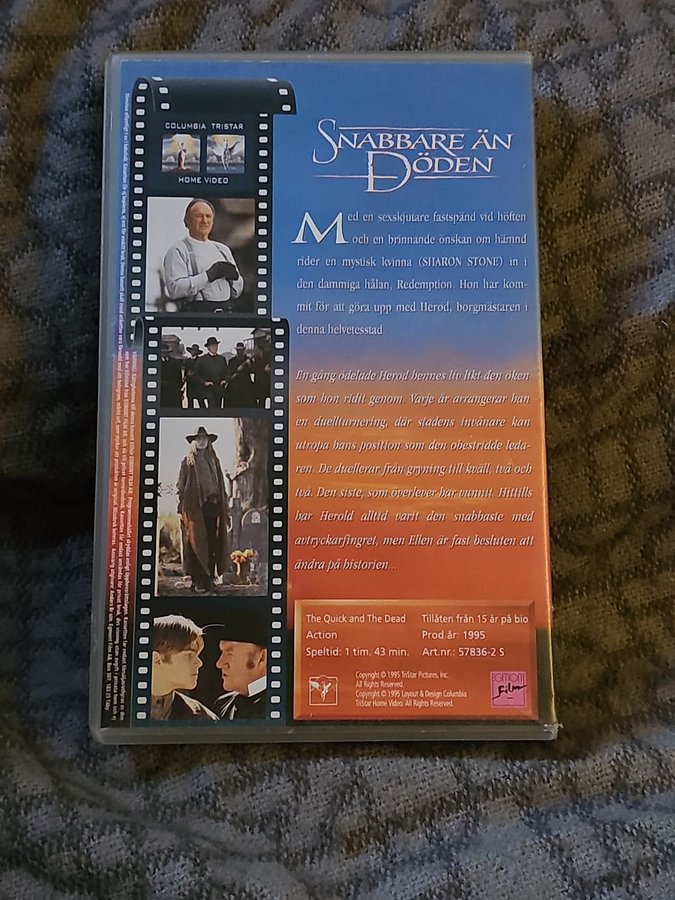 COLUMBIA TRISTAR
HOME VIDEO
SNABBARE ÄN
DÖDEN
Med en sexskjutare fastspänd vid höften
och en brinnande önskan om hämnd
rider en mystisk kvinna (SHARON STONE) in i
den dammiga hålan, Redemption. Hon har kom-
mit för att göra upp med Herod, borgmästaren i
denna helvetesstad.
En gång ödelade Herod hennes liv likt den öken
som hon ridit genom. Varje år arrangerar han
en duellturnering, där stadens invånare kan
utropa hans position som den obestridde leda-
ren. De duellerar från gryning till kväll, två och
två. Den siste, som överlever har vunnit. Hittills
har Herold alltid varit den snabbaste med
avtryckarfingret, men Ellen är fast besluten att
ändra på historien...
The Quick and The Dead
Action
Speltid: 1 tim. 43 min.
Tillåten från 15 år på bio
Prod.år: 1995
Art.nr.: 57836-2 S
Copyright © 1995 TriStar Pictures, Inc.
All Rights Reserved.
Copyright © 1995 Layout & Design Columbia
TriStar Home Video. All Rights Reserved.
EGMONT
Film